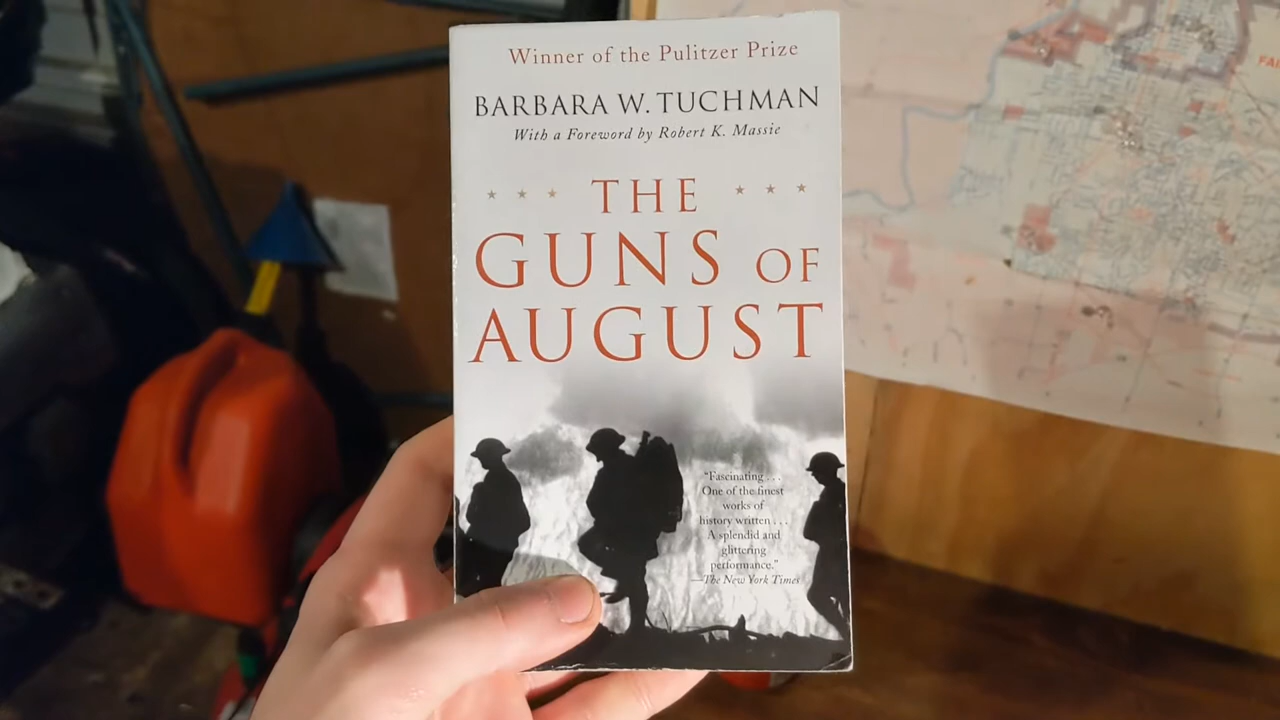 Winner of the Pulitzer Prize
BARBARA W. TUCHMAN
With a Foreword by Robert K. Massie
THE
GUNS OF
AUGUST
“Fascinating . . .
One of the finest
works of
history written . . .
A splendid and
glittering
performance.”
—The New York Times